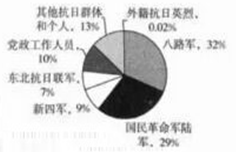 其他抗日群体
和个人, 13%
外籍抗日英烈,
0.02%
党政工作人员
10%
八路军, 32%
东北抗日联军,
7%
新四军, 9%
国民革命军陆
军, 29%